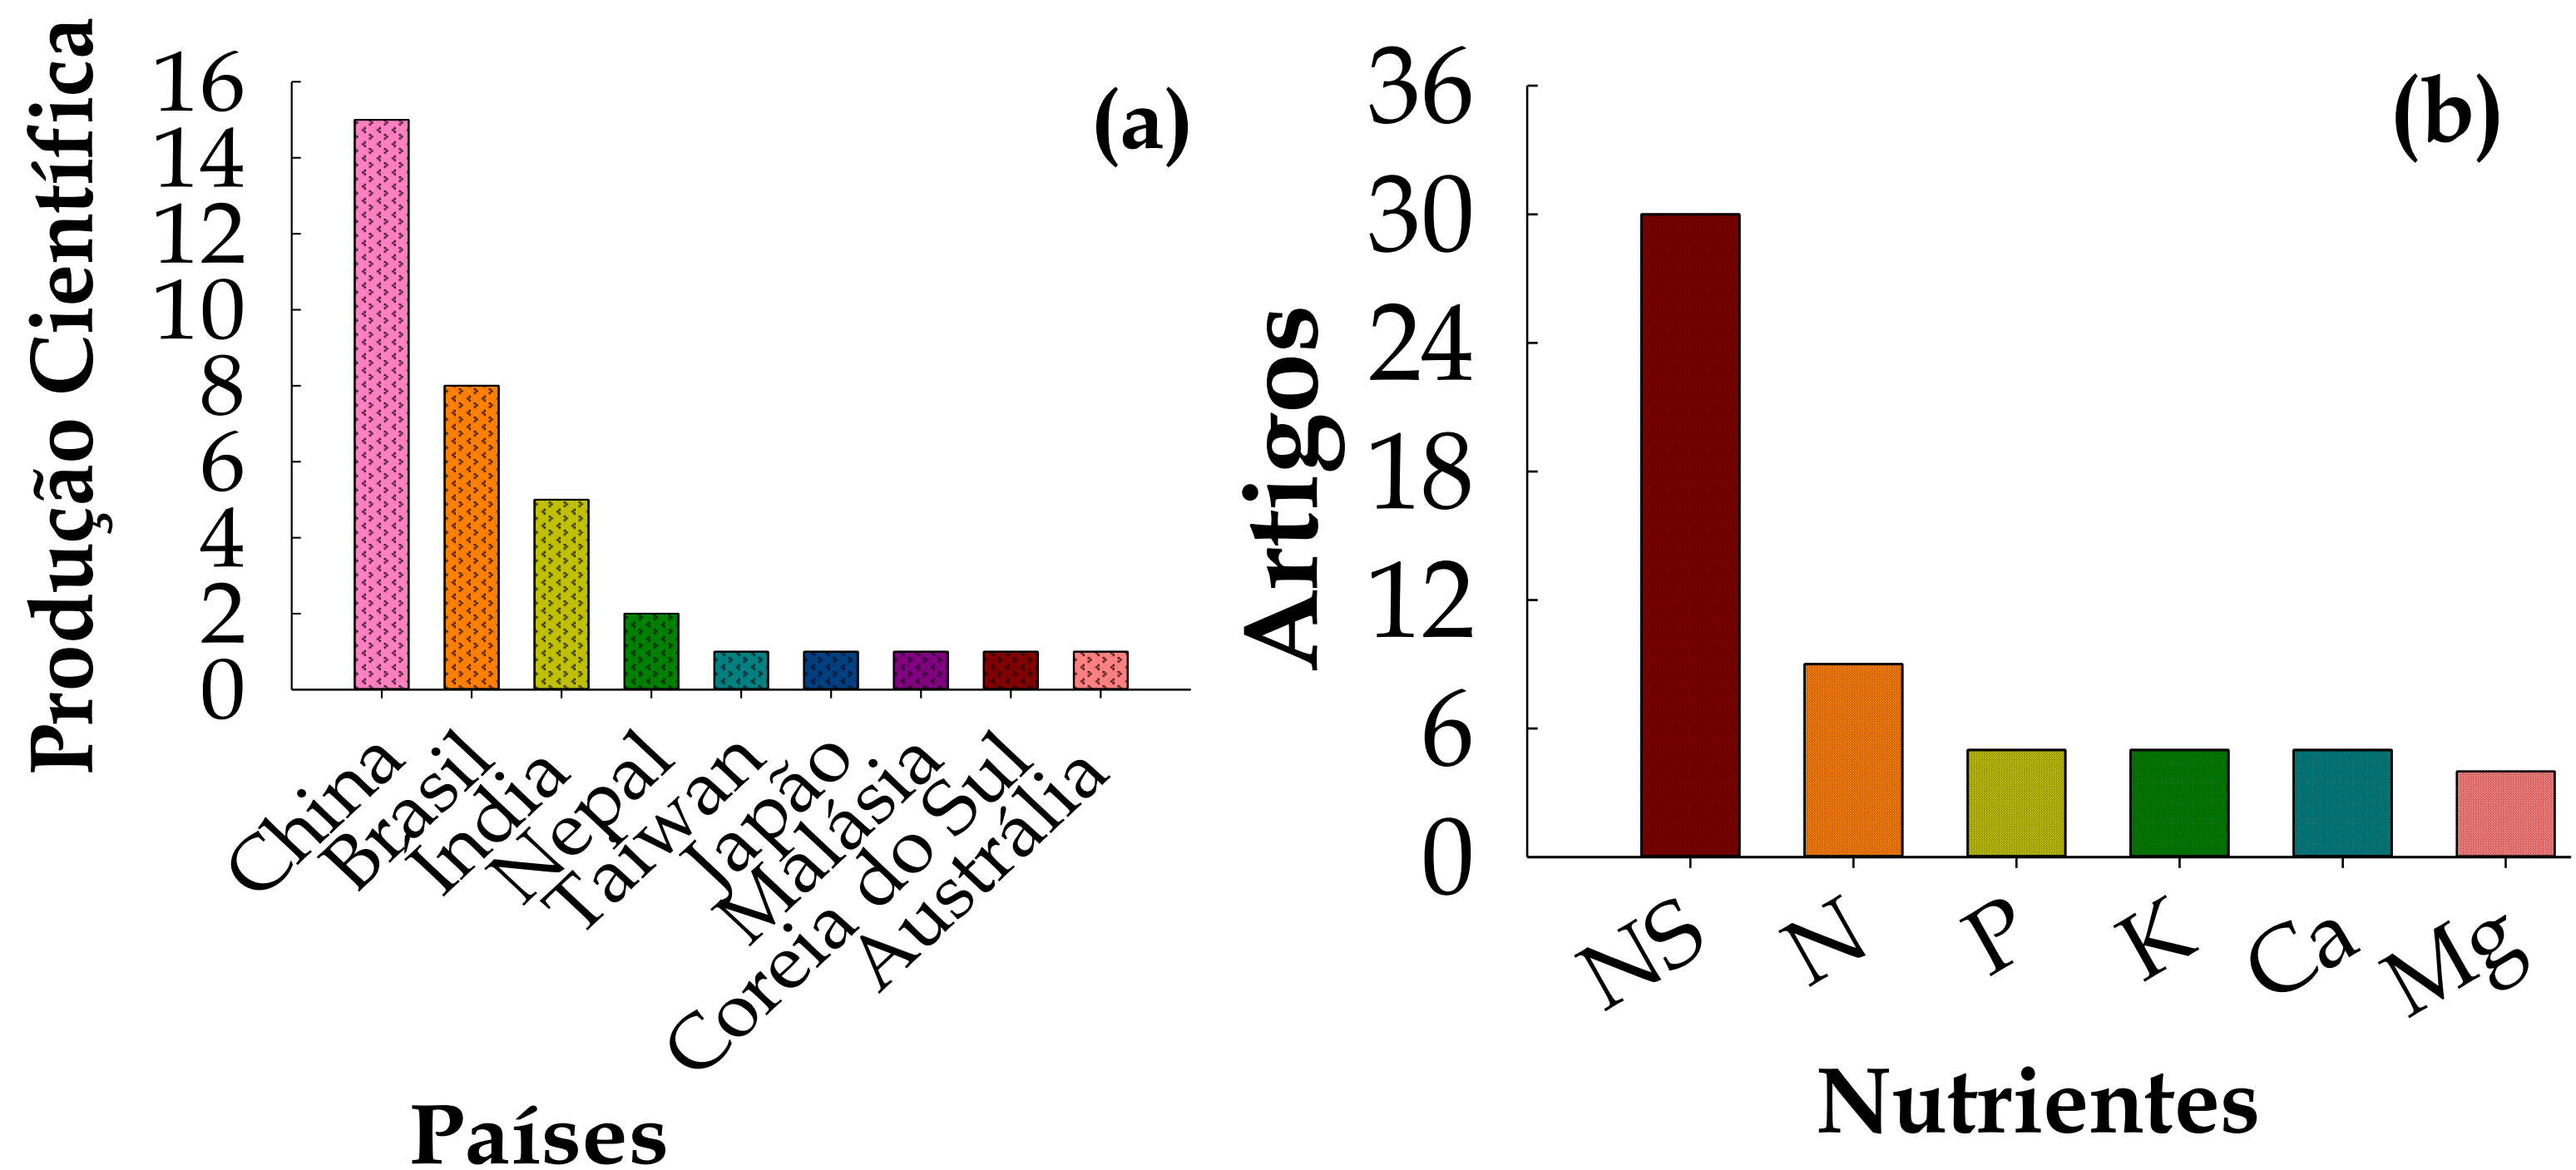 Produção Científica
16
14
12
10
8
6
4
2
0
(a)
China
Brasil
Índia
Nepal
Taiwan
Japão
Malásia
Coreia do Sul
Austrália
Países
Artigos
36
30
24
18
12
6
0
(b)
NS
N
P
K
Ca
Mg
Nutrientes